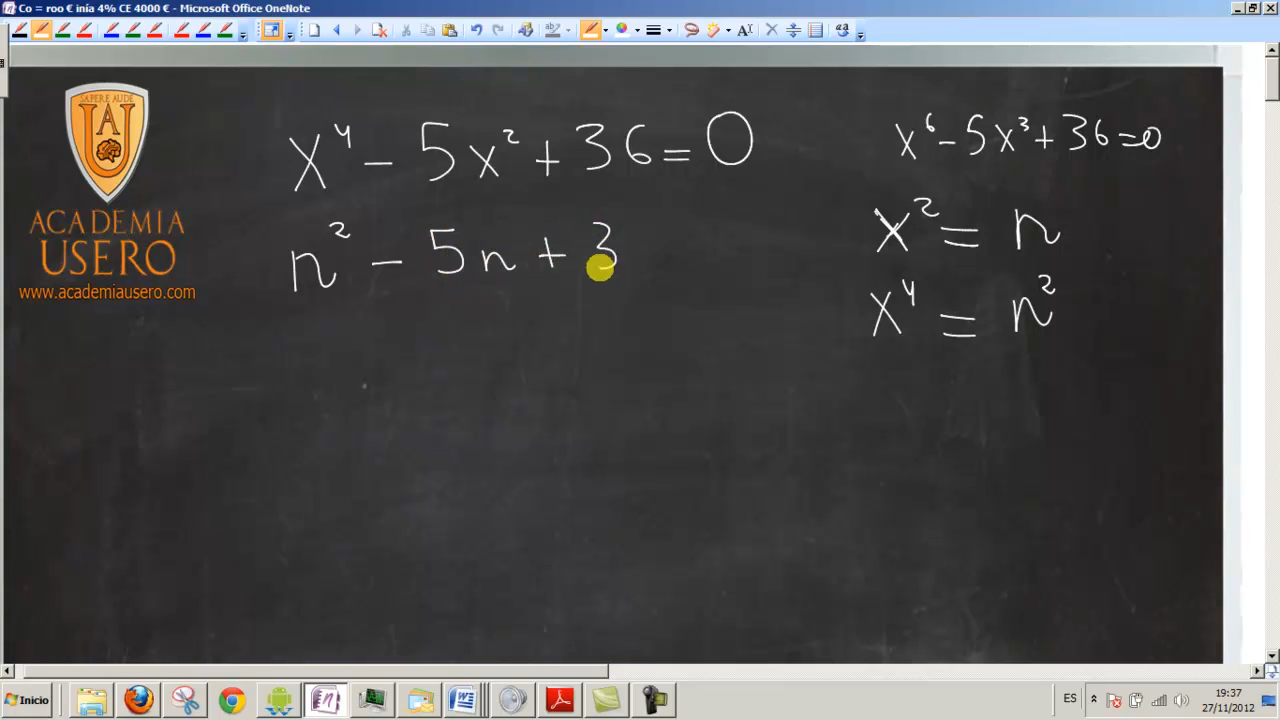 Co = roo € inía 4% CE 4000 € - Microsoft Office OneNote
SAPERE AUDE
UA
ACADEMIA
USERO
www.academiausero.com
x⁴ - 5x² + 36 = 0
n² - 5n + 3
x⁶ - 5x³ + 36 = 0
x² = n
x⁴ = n²
Inicio
ES
19:37
27/11/2012